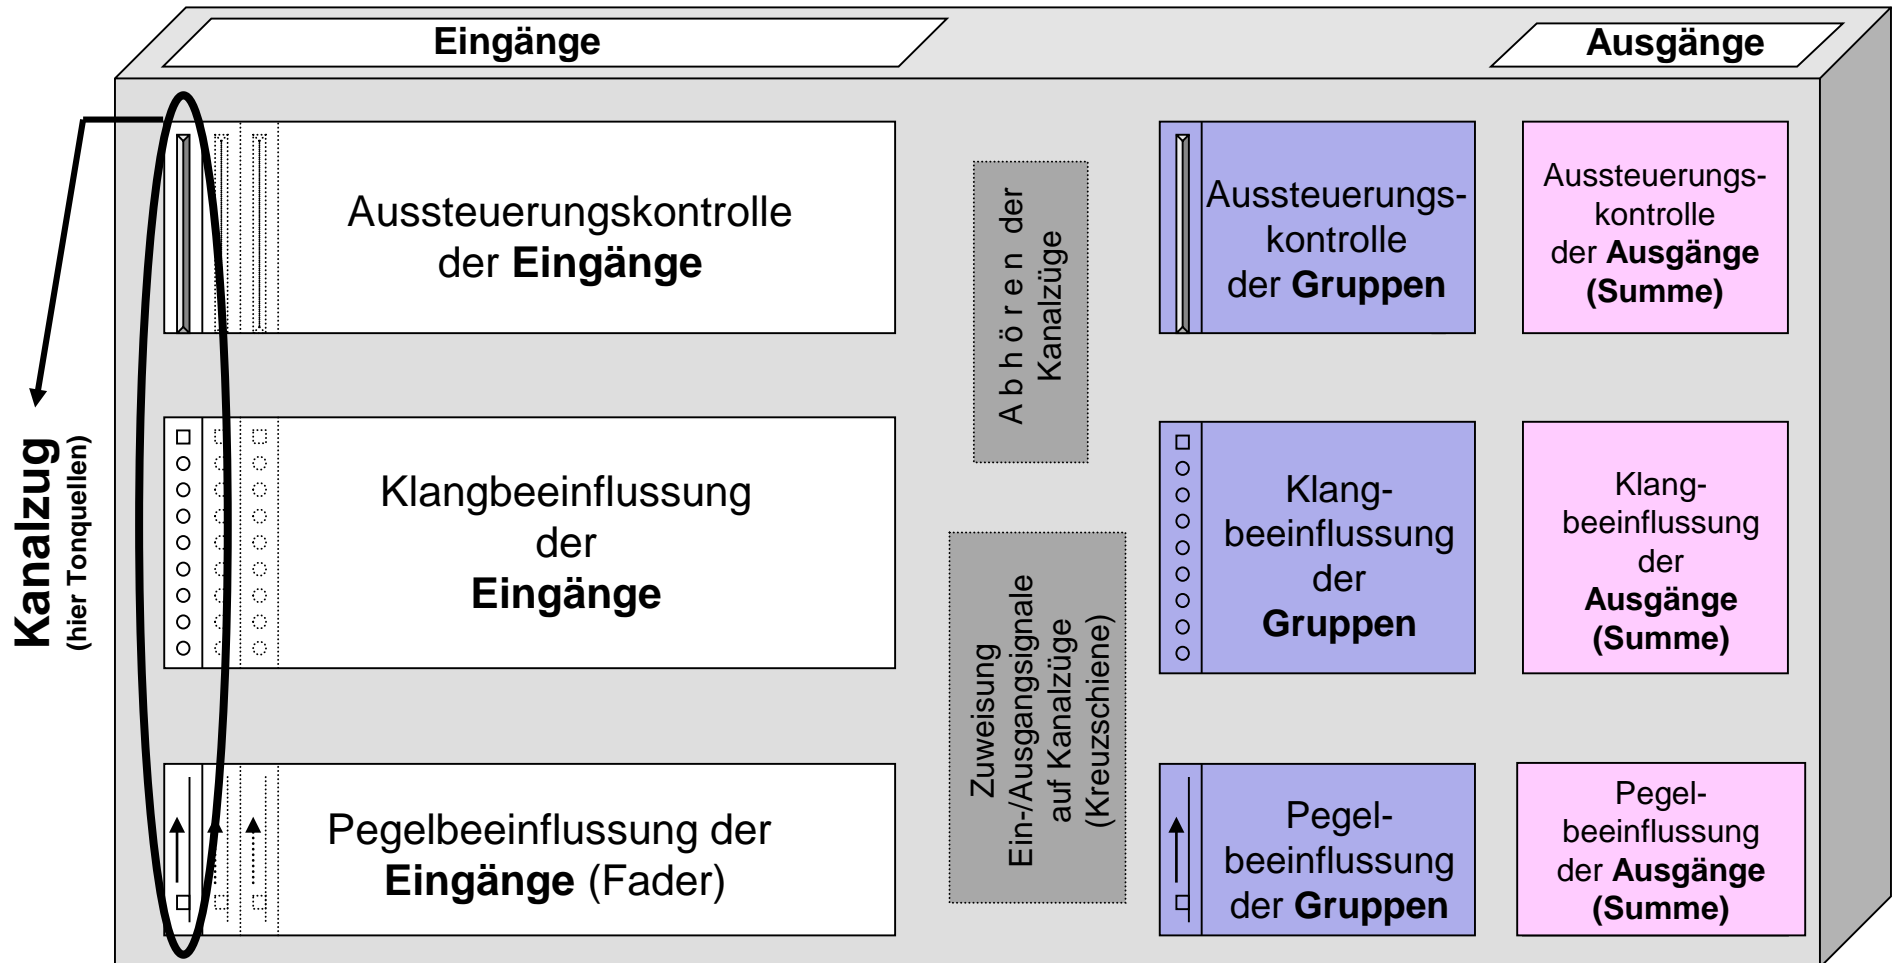 Eingänge
Ausgänge
Kanalzug
(hier Tonquellen)
Aussteuerungskontrolle
der Eingänge
Klangbeeinflussung
der
Eingänge
Pegelbeeinflussung der
Eingänge (Fader)
A b h ö r e n  der
Kanalzüge
Zuweisung
Ein-/Ausgangsignale
auf Kanalzüge
(Kreuzschiene)
Aussteuerungs-
kontrolle
der Gruppen
Klang-
beeinflussung
der
Gruppen
Pegel-
beeinflussung
der Gruppen
Aussteuerungs-
kontrolle
der Ausgänge
(Summe)
Klang-
beeinflussung
der
Ausgänge
(Summe)
Pegel-
beeinflussung
der Ausgänge
(Summe)